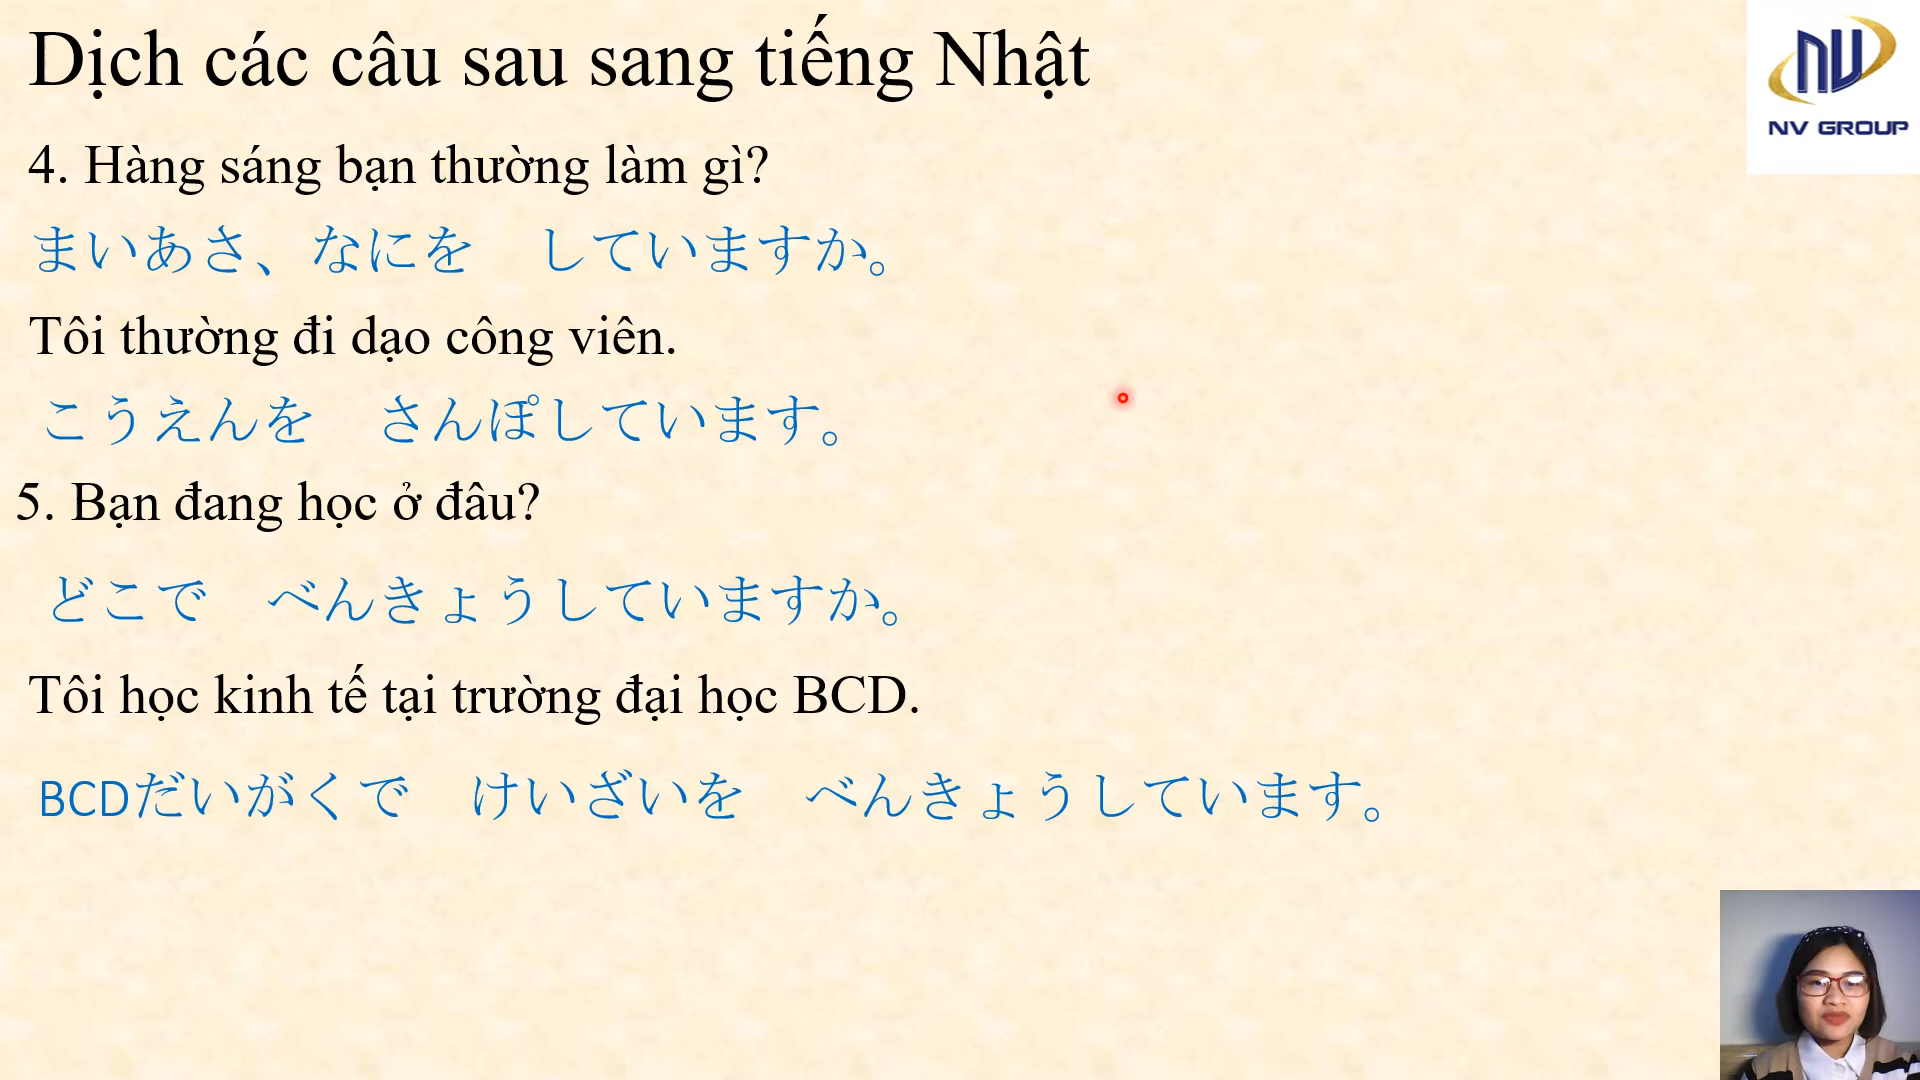 Dịch các câu sau sang tiếng Nhật
NV GROUP
4. Hàng sáng bạn thường làm gì?
まいあさ、なにを　していますか。
Tôi thường đi dạo công viên.
こうえんを　さんぽしています。
5. Bạn đang học ở đâu?
どこで　べんきょうしていますか。
Tôi học kinh tế tại trường đại học BCD.
BCDだいがくで　けいざいを　べんきょうしています。